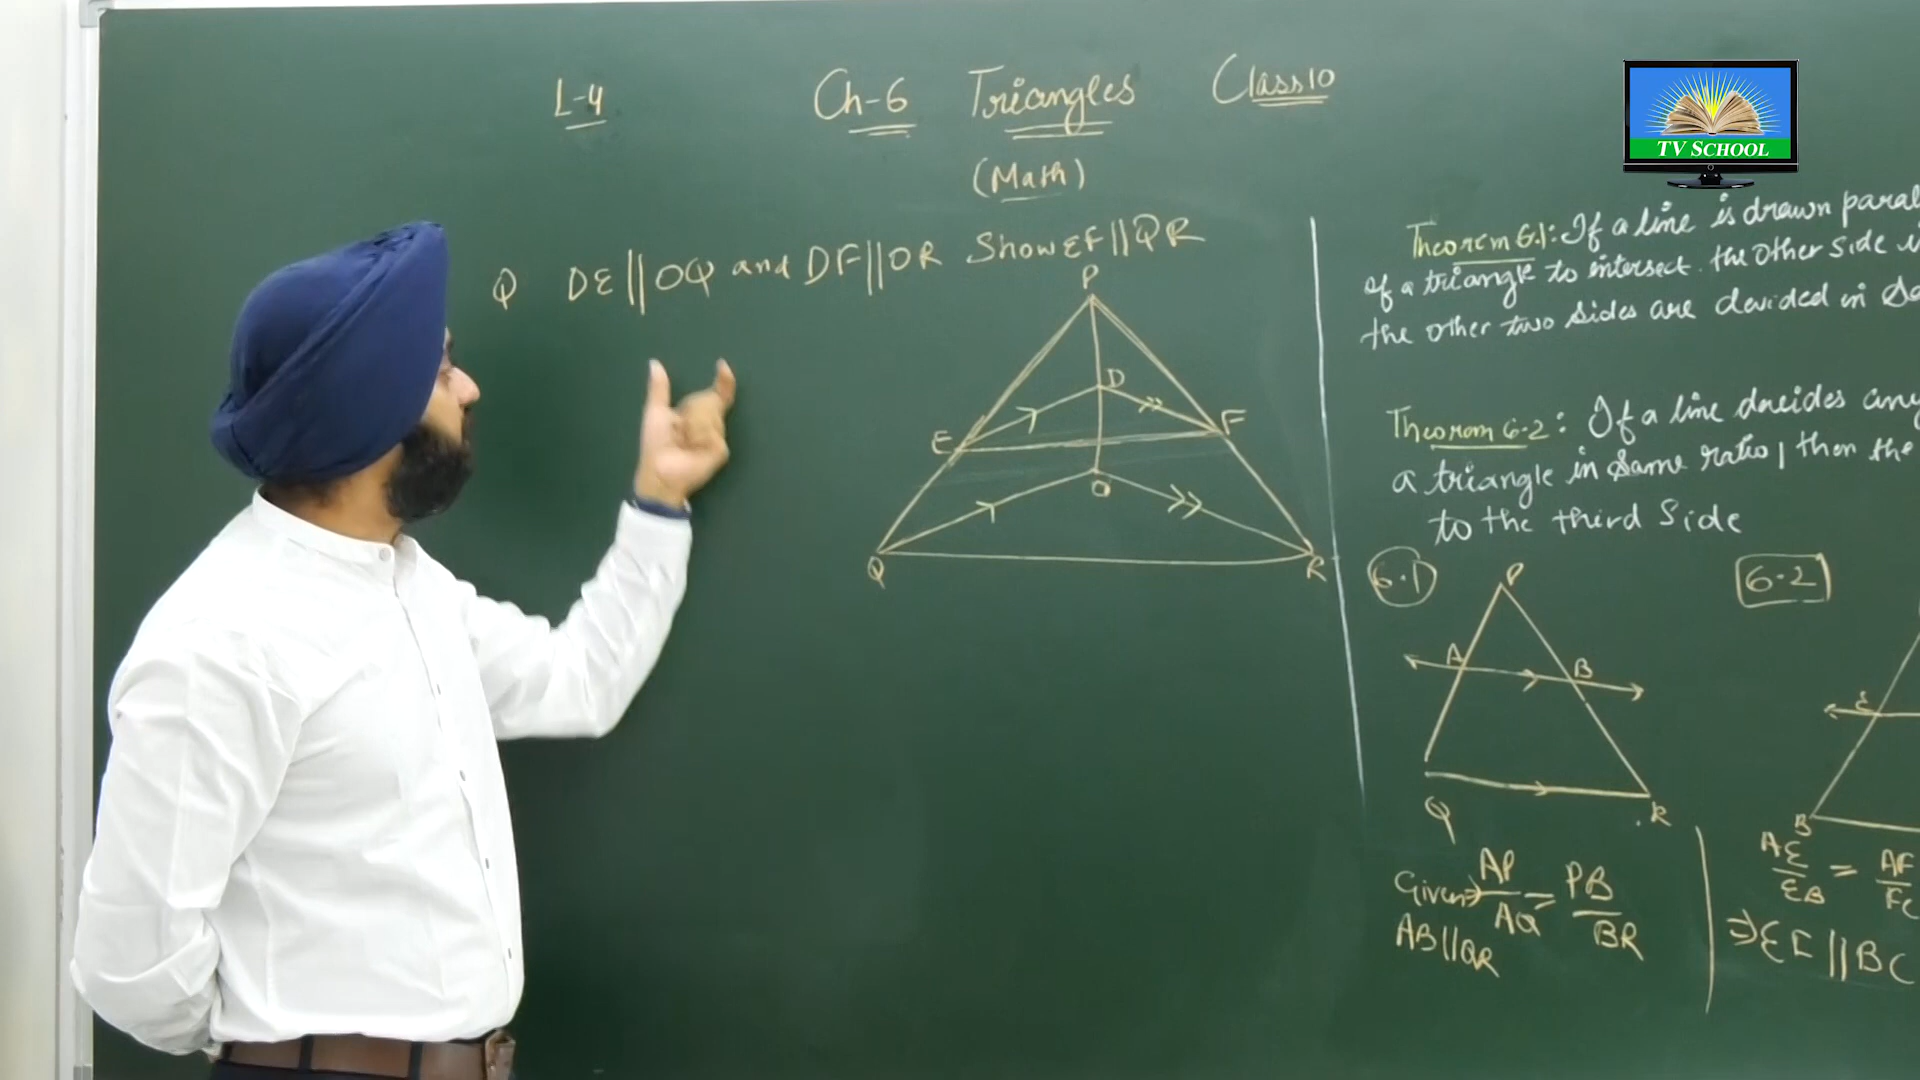 L-4 Ch-6 Triangles Class10
(Math)
Q DE||OQ and DF||OR Show EF||QR
P
D
E F
O
Q R
TV SCHOOL
Theorem 6.1: If a line is drawn paral
of a triangle to intersect the other side i
the other two sides are devided in Sa
Theorem 6.2: If a line devides any
a triangle in same ratio, then the
to the third side
6.1
P
A B
Q R
Given⇒ AP/AQ = PB/BR
AB||QR
6.2
E
B
AE/EB = AF/FC
⇒ EF||BC